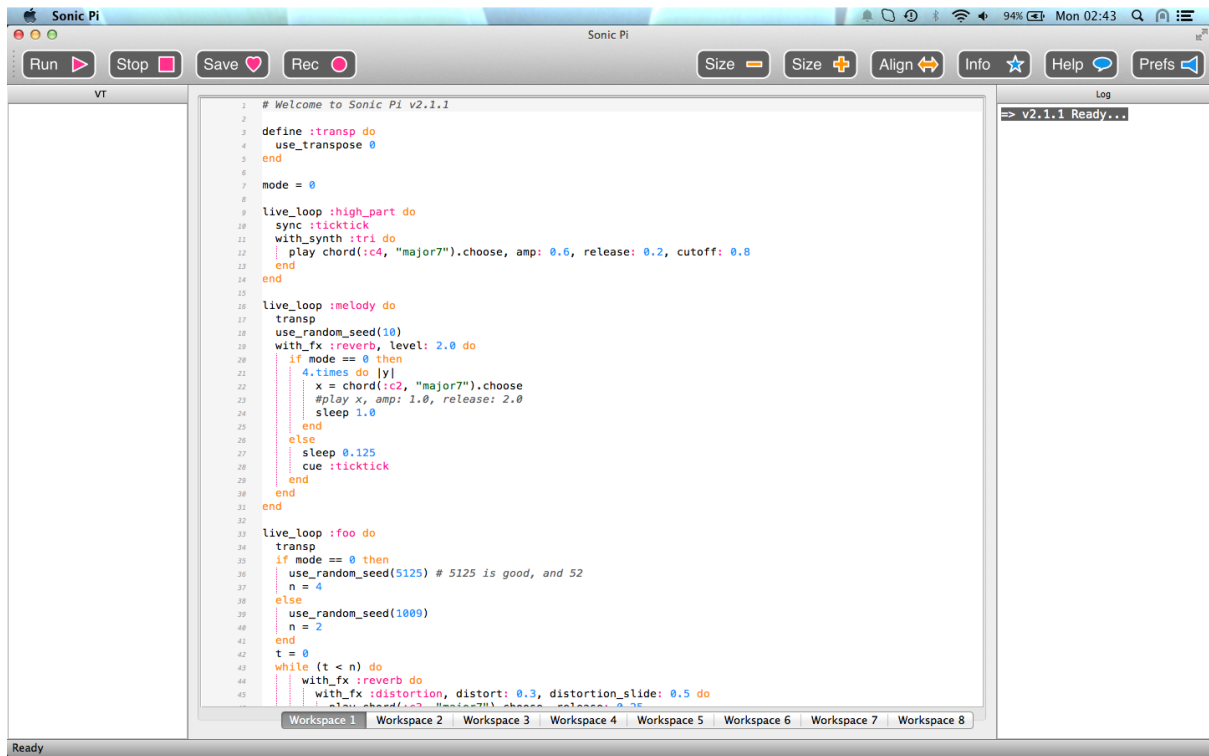 Sonic Pi 94% Mon 02:43
Sonic Pi
Run Stop Save Rec Size Size Align Info Help Prefs
VT
Log
=> v2.1.1 Ready...
1 # Welcome to Sonic Pi v2.1.1
2
3 define :transp do
4 use_transpose 0
5 end
6
7 mode = 0
8
9 live_loop :high_part do
10 sync :ticktick
11 with_synth :tri do
12 play chord(:c4, "major7").choose, amp: 0.6, release: 0.2, cutoff: 0.8
13 end
14 end
15
16 live_loop :melody do
17 transp
18 use_random_seed(10)
19 with_fx :reverb, level: 2.0 do
20 if mode == 0 then
21 4.times do |y|
22 x = chord(:c2, "major7").choose
23 #play x, amp: 1.0, release: 2.0
24 sleep 1.0
25 end
26 else
27 sleep 0.125
28 cue :ticktick
29 end
30 end
31 end
32
33 live_loop :foo do
34 transp
35 if mode == 0 then
36 use_random_seed(5125) # 5125 is good, and 52
37 n = 4
38 else
39 use_random_seed(1009)
40 n = 2
41 end
42 t = 0
43 while (t < n) do
44 with_fx :reverb do
45 with_fx :distortion, distort: 0.3, distortion_slide: 0.5 do
play chord(:c3, "major7").choose, release: 0.25
Workspace 1 Workspace 2 Workspace 3 Workspace 4 Workspace 5 Workspace 6 Workspace 7 Workspace 8
Ready